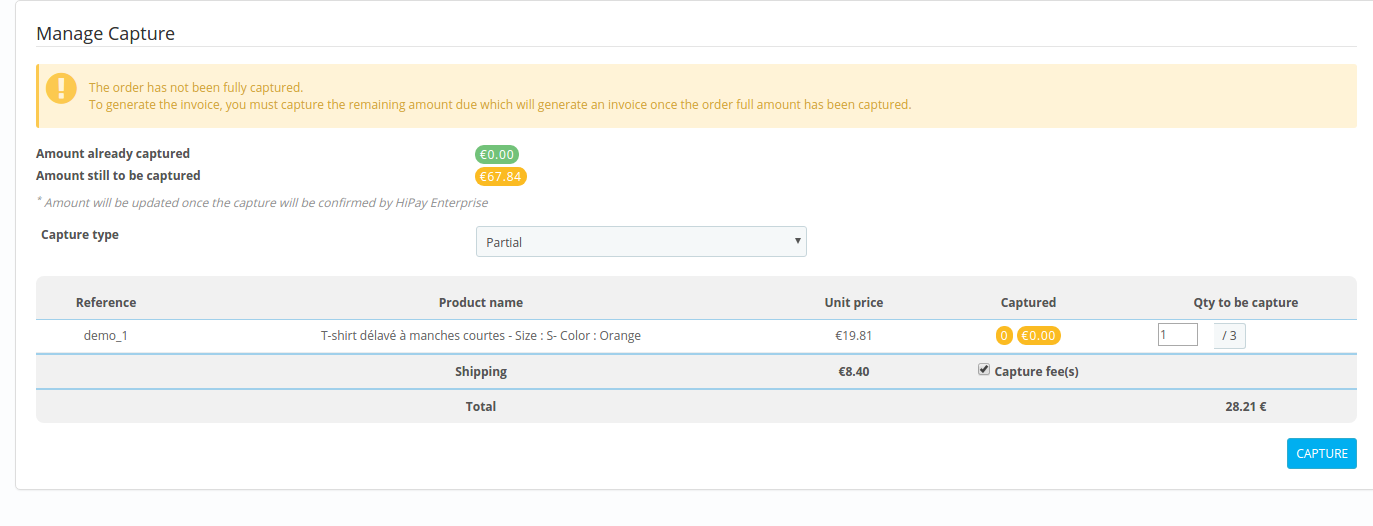 Manage Capture
The order has not been fully captured.
To generate the invoice, you must capture the remaining amount due which will generate an invoice once the order full amount has been captured.
Amount already captured €0.00
Amount still to be captured €67.84
* Amount will be updated once the capture will be confirmed by HiPay Enterprise
Capture type Partial
Reference Product name Unit price Captured Qty to be capture
demo_1 T-shirt délavé à manches courtes - Size : S- Color : Orange €19.81 0 €0.00 1 / 3
Shipping €8.40 Capture fee(s)
Total 28.21 €
CAPTURE